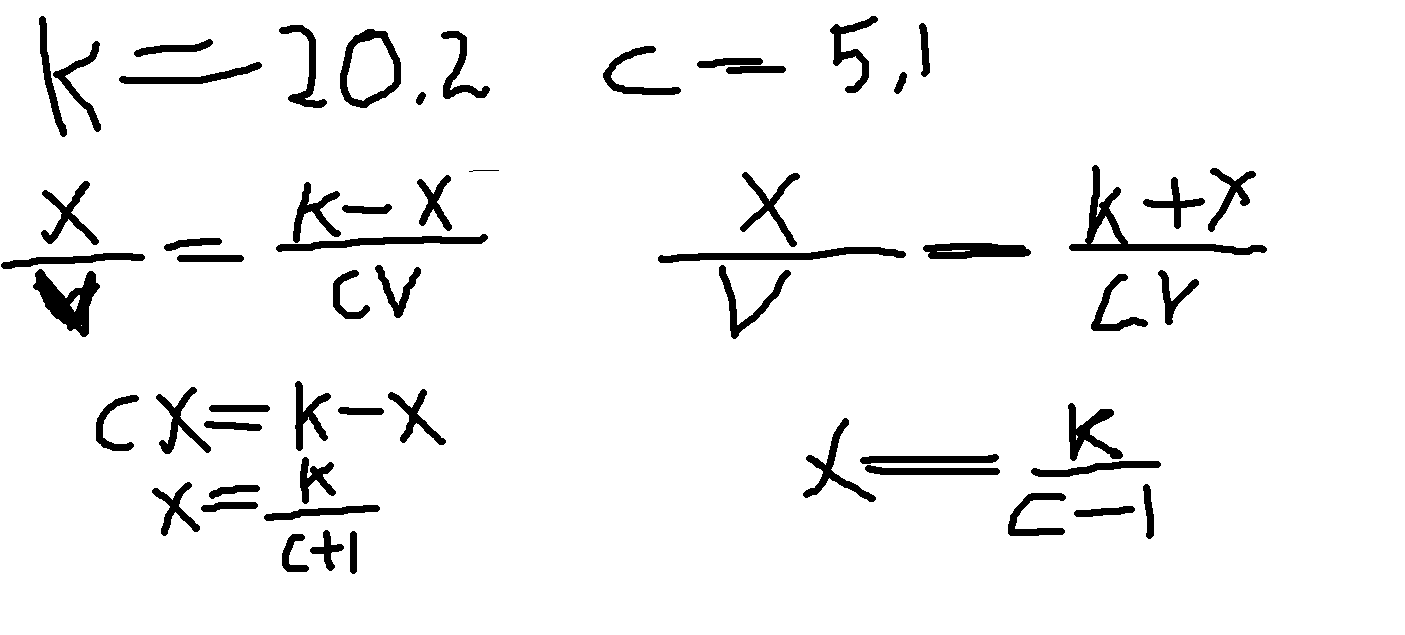 k = 20.2 c = 5,1
x/v = k-x/cv x/v = k+x/cv
cx = k-x
x = k/c+1 x = k/c-1